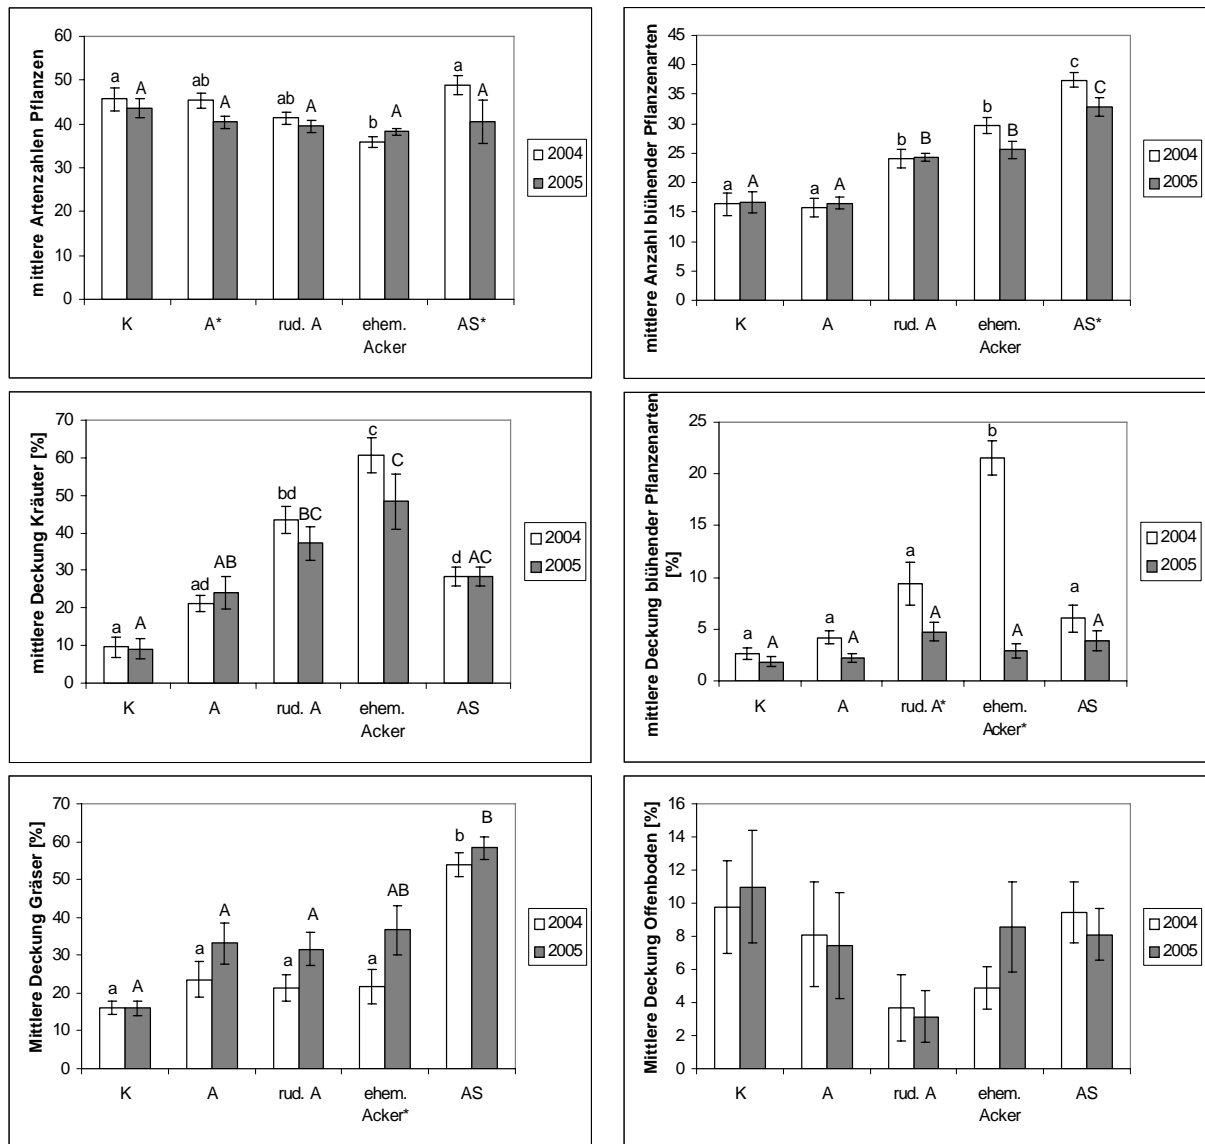 mittlere Artenzahlen Pflanzen
60
50
40
30
20
10
0
a A ab A ab A b A a A
K A* rud. A ehem. AS*
Acker
2004
2005
mittlere Anzahl blühender Pflanzenarten
45
40
35
30
25
20
15
10
5
0
a A a A b B b B c C
K A rud. A ehem. AS*
Acker
2004
2005
mittlere Deckung Kräuter [%]
70
60
50
40
30
20
10
0
a A ad AB bd BC c C d AC
K A rud. A ehem. AS
Acker
2004
2005
mittlere Deckung blühender Pflanzenarten
[%]
25
20
15
10
5
0
a A a A a A b A a A
K A rud. A* ehem. AS
Acker*
2004
2005
Mittlere Deckung Gräser [%]
70
60
50
40
30
20
10
0
a A a A a A a AB b B
K A rud. A ehem. AS
Acker*
2004
2005
Mittlere Deckung Offenboden [%]
16
14
12
10
8
6
4
2
0
K A rud. A ehem. AS
Acker
2004
2005